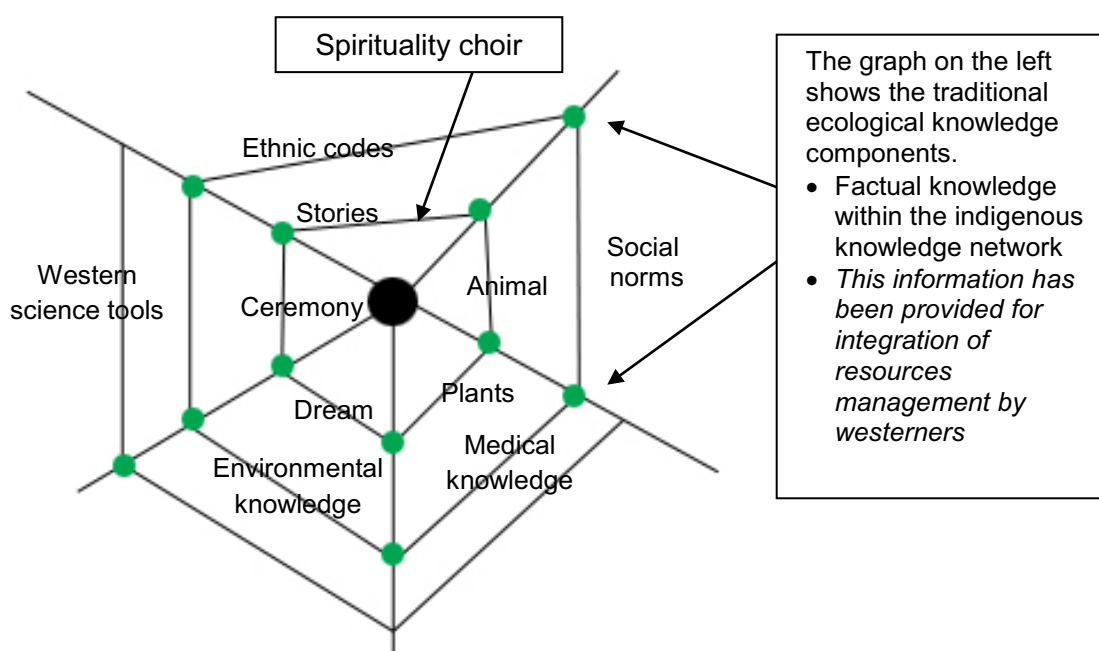 Spirituality choir
The graph on the left
shows the traditional
ecological knowledge
components.
• Factual knowledge
within the indigenous
knowledge network
• This information has
been provided for
integration of
resources
management by
westerners
Ethnic codes
Stories
Social
norms
Western
science tools
Ceremony
Animal
Dream
Plants
Environmental
knowledge
Medical
knowledge